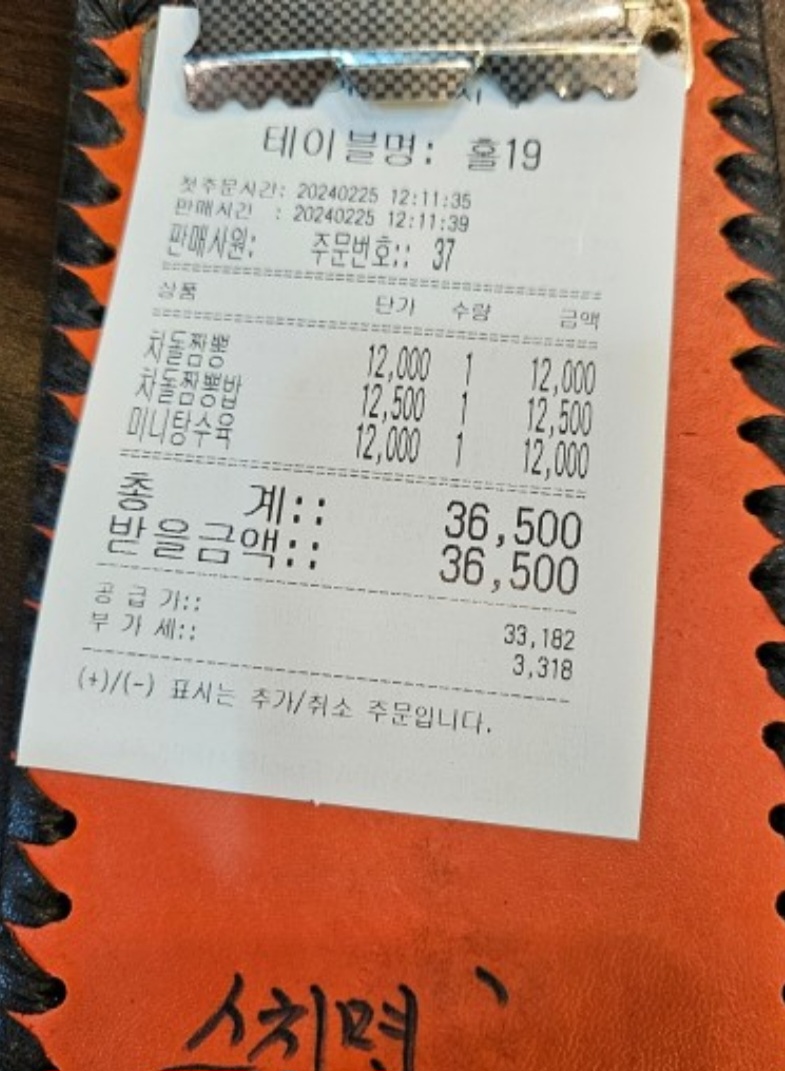 테이블명: 홀19
첫주문시간: 20240225 12:11:35
판매시간 : 20240225 12:11:39
판매사원: 주문번호:: 37
상품 단가 수량 금액
차돌짬뽕 12,000 1 12,000
차돌짬뽕밥 12,500 1 12,500
미니탕수육 12,000 1 12,000
총 계:: 36,500
받을금액:: 36,500
공 급 가:: 33,182
부 가 세:: 3,318
(+)/(-) 표시는 추가/취소 주문입니다.